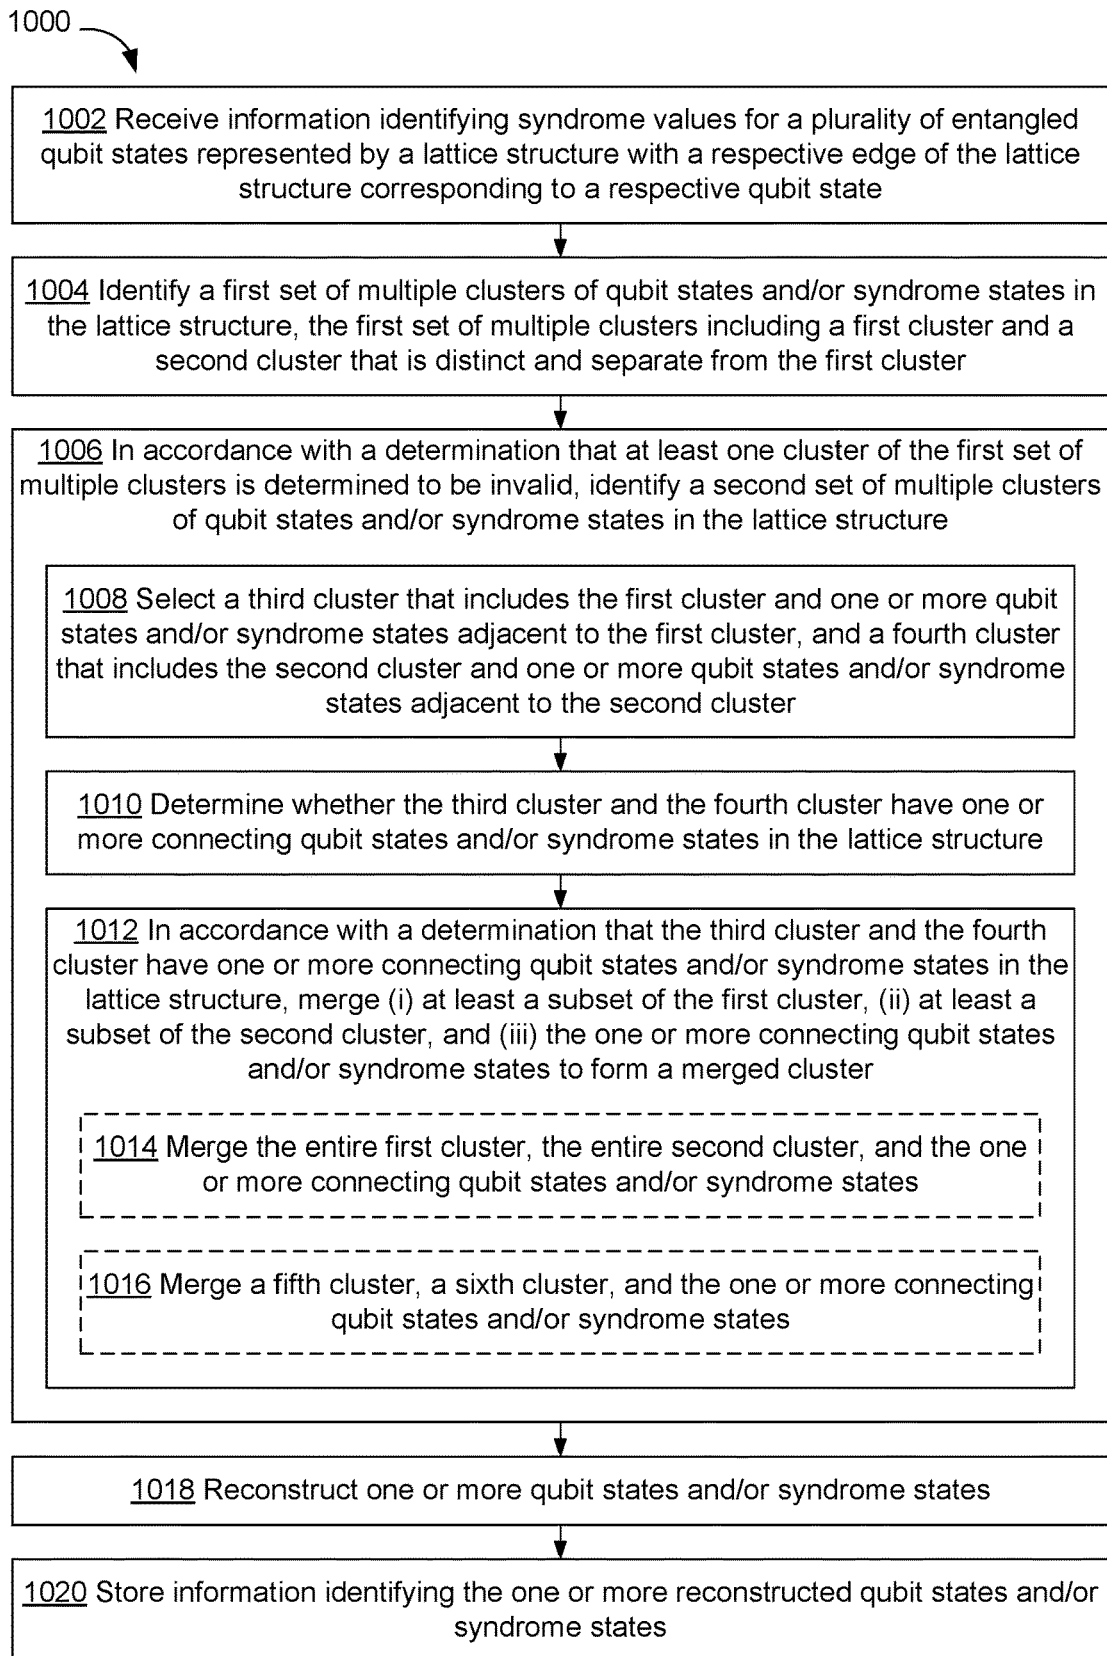 1000
1002 Receive information identifying syndrome values for a plurality of entangled
qubit states represented by a lattice structure with a respective edge of the lattice
structure corresponding to a respective qubit state
1004 Identify a first set of multiple clusters of qubit states and/or syndrome states in
the lattice structure, the first set of multiple clusters including a first cluster and a
second cluster that is distinct and separate from the first cluster
1006 In accordance with a determination that at least one cluster of the first set of
multiple clusters is determined to be invalid, identify a second set of multiple clusters
of qubit states and/or syndrome states in the lattice structure
1008 Select a third cluster that includes the first cluster and one or more qubit
states and/or syndrome states adjacent to the first cluster, and a fourth cluster
that includes the second cluster and one or more qubit states and/or syndrome
states adjacent to the second cluster
1010 Determine whether the third cluster and the fourth cluster have one or
more connecting qubit states and/or syndrome states in the lattice structure
1012 In accordance with a determination that the third cluster and the fourth
cluster have one or more connecting qubit states and/or syndrome states in the
lattice structure, merge (i) at least a subset of the first cluster, (ii) at least a
subset of the second cluster, and (iii) the one or more connecting qubit states
and/or syndrome states to form a merged cluster
1014 Merge the entire first cluster, the entire second cluster, and the one
or more connecting qubit states and/or syndrome states
1016 Merge a fifth cluster, a sixth cluster, and the one or more connecting
qubit states and/or syndrome states
1018 Reconstruct one or more qubit states and/or syndrome states
1020 Store information identifying the one or more reconstructed qubit states and/or
syndrome states